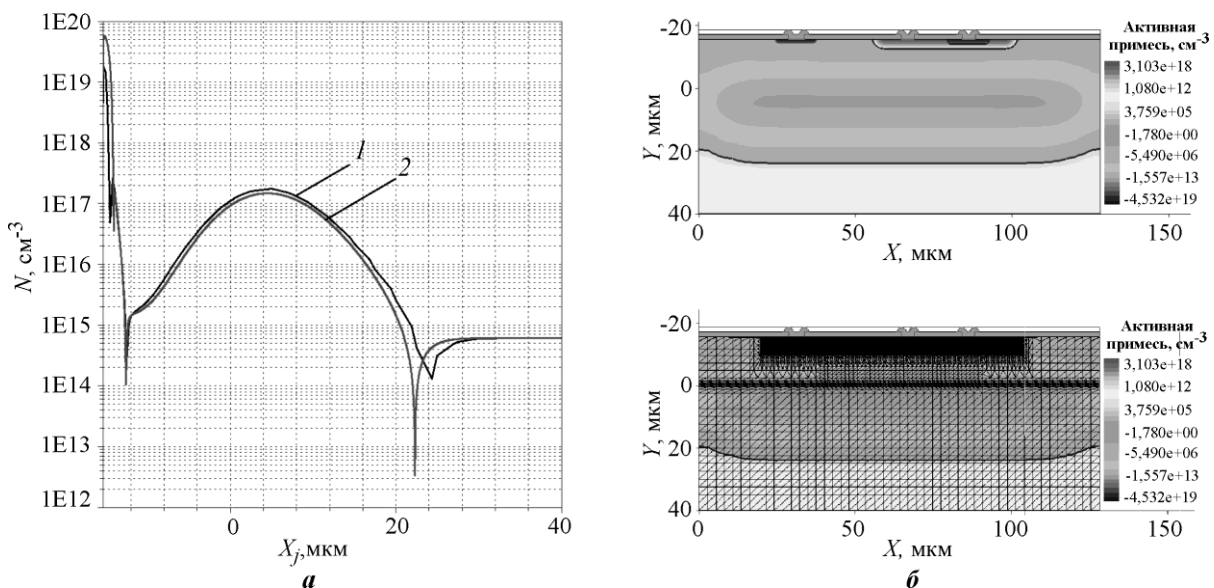 1E20
1E19
1E18
1E17
1E16
1E15
1E14
1E13
1E12
N, см-3
1
2
0
20
40
Xj,мкм
а
-20
0
20
40
Y, мкм
0
50
100
150
X, мкм
Активная
примесь, см-3
3,103e+18
1,080e+12
3,759e+05
-1,780e+00
-5,490e+06
-1,557e+13
-4,532e+19
-20
0
20
40
Y, мкм
0
50
100
150
X, мкм
Активная
примесь, см-3
3,103e+18
1,080e+12
3,759e+05
-1,780e+00
-5,490e+06
-1,557e+13
-4,532e+19
б